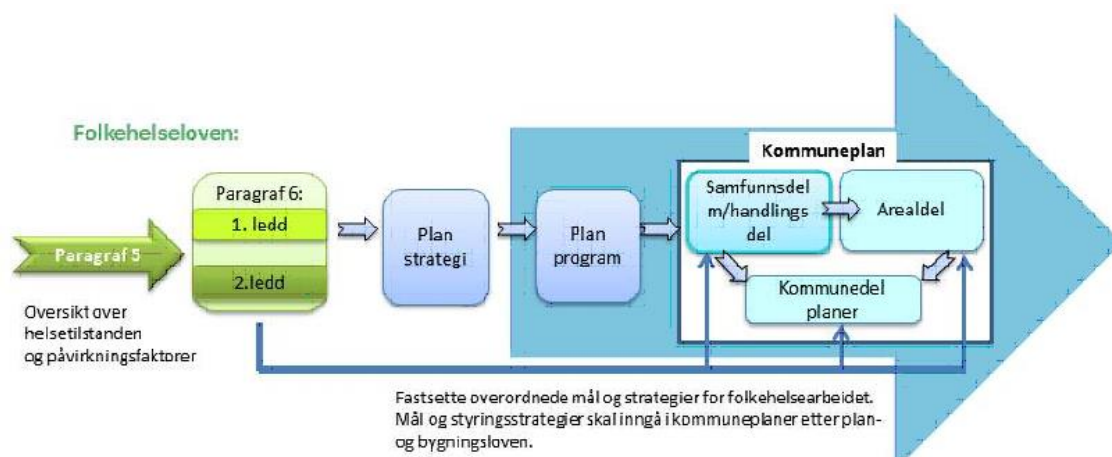 Folkehelseloven:
Paragraf 5
Oversikt over
helsetilstanden
og påvirkningsfaktorer
Paragraf 6:
1. ledd
2.ledd
Plan
strategi
Plan
program
Kommuneplan
Samfunnsdel
m/handlings
del
Arealdel
Kommunedel
planer
Fastsette overordnede mål og strategier for folkehelsearbeidet.
Mål og styringsstrategier skal inngå i kommuneplaner etter plan-
og bygningsloven.